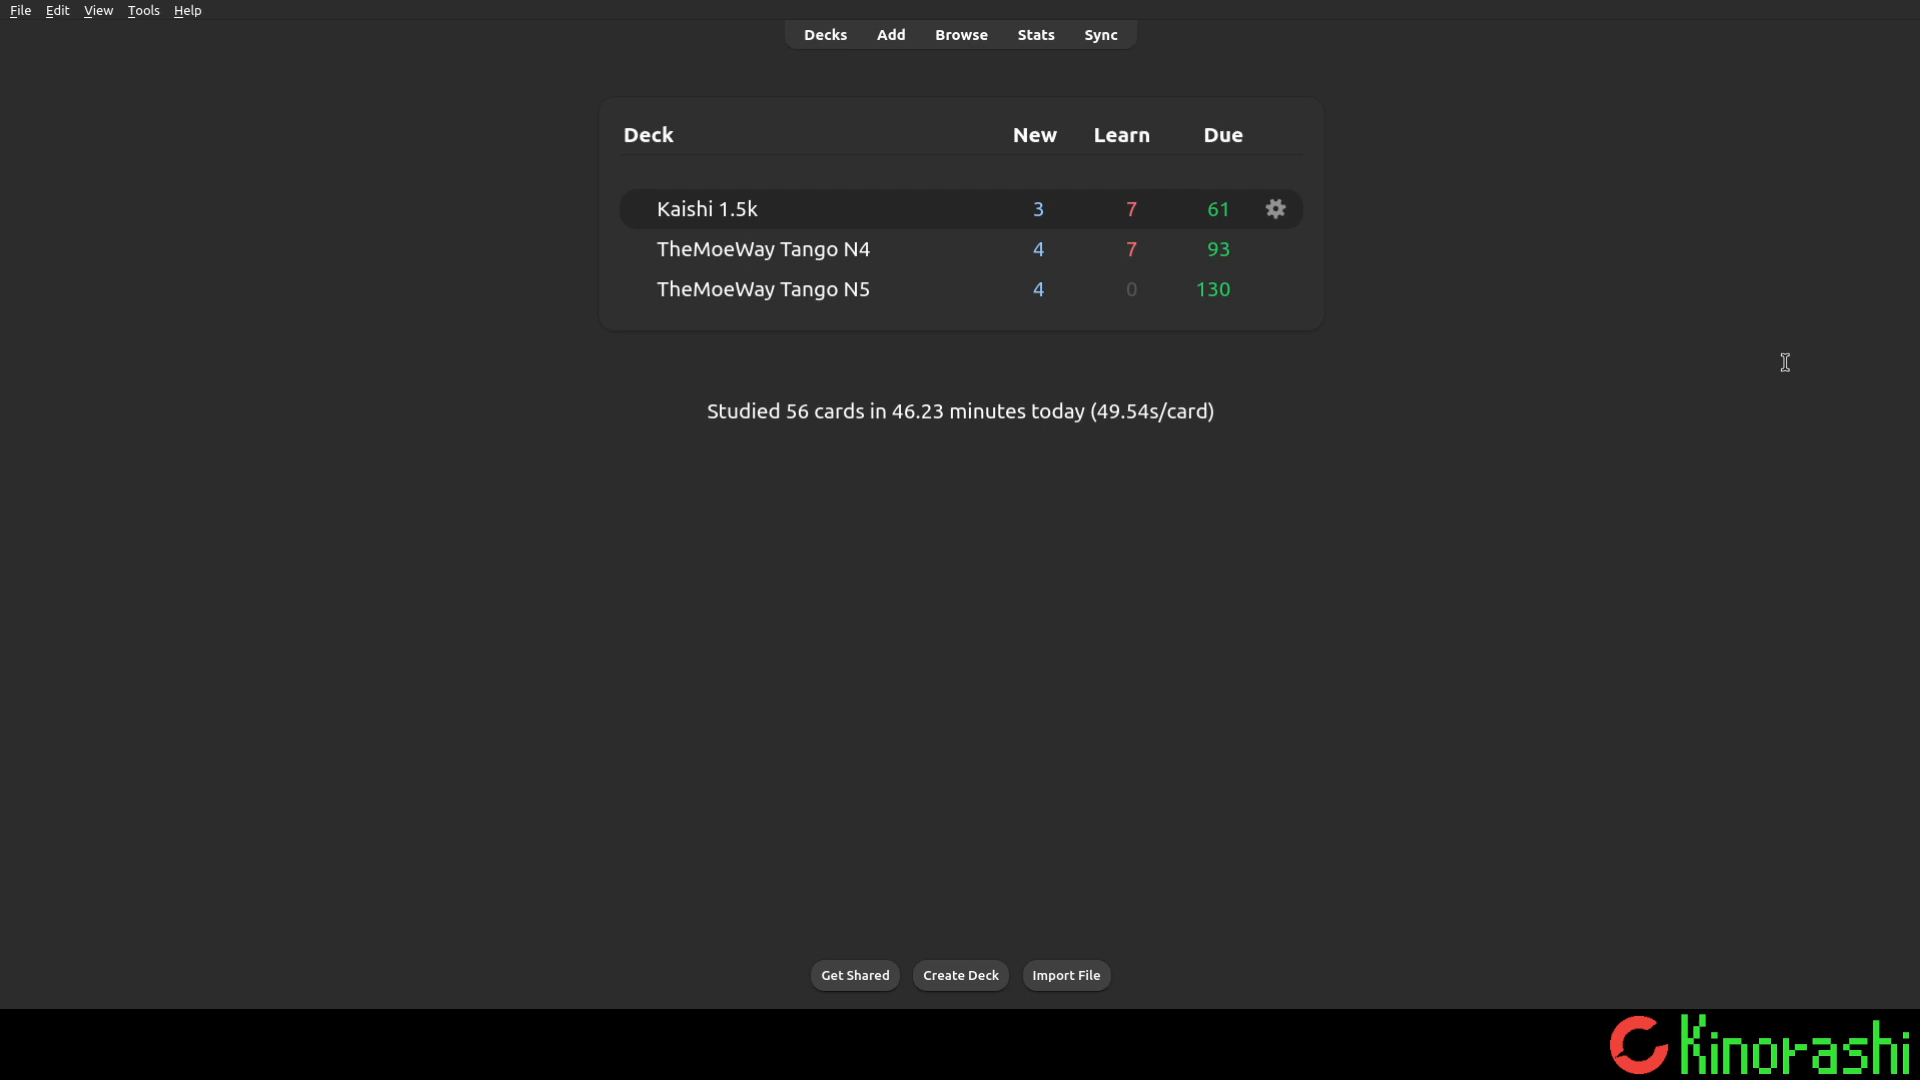 File Edit View Tools Help
Decks Add Browse Stats Sync
Deck New Learn Due
Kaishi 1.5k 3 7 61
TheMoeWay Tango N4 4 7 93
TheMoeWay Tango N5 4 0 130
Studied 56 cards in 46.23 minutes today (49.54s/card)
Get Shared Create Deck Import File
Kinorashi